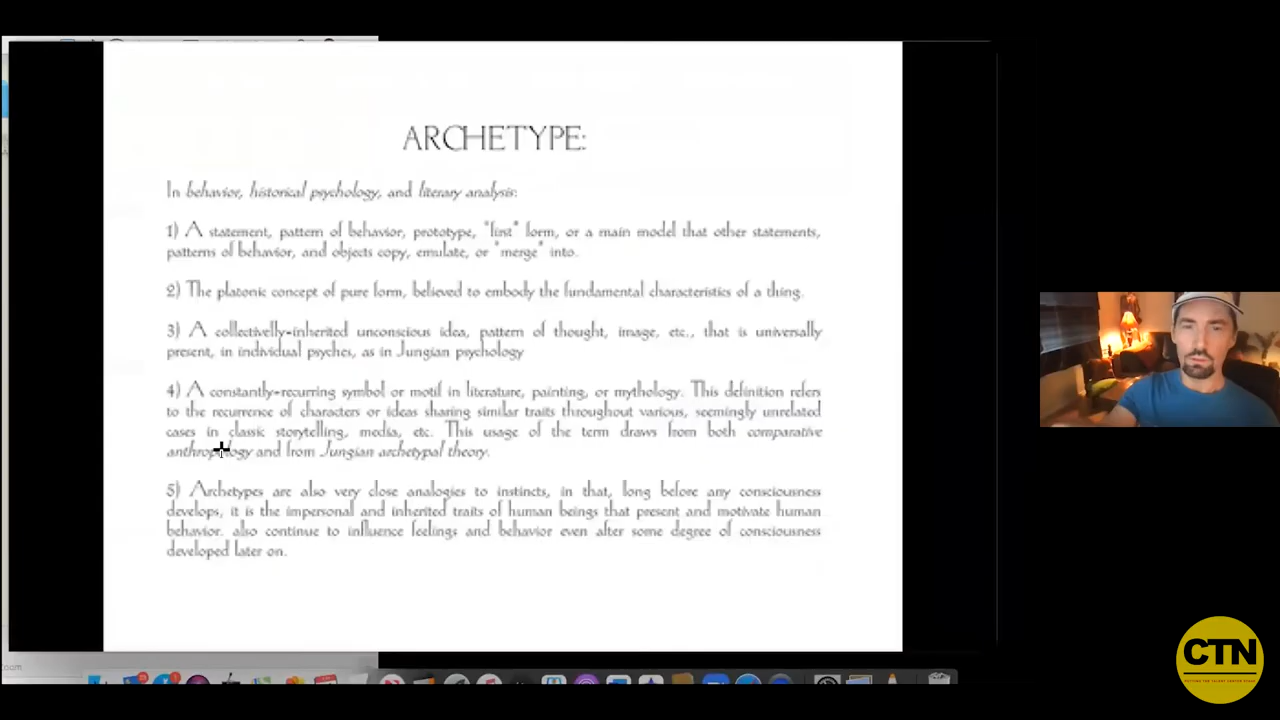 ARCHETYPE:
In behavior, historical psychology, and literary analysis:
1) A statement, pattern of behavior, prototype, "first" form, or a main model that other statements,
patterns of behavior, and objects copy, emulate, or "merge" into.
2) The platonic concept of pure form, believed to embody the fundamental characteristics of a thing.
3) A collectivelly-inherited unconscious idea, pattern of thought, image, etc., that is universally
present, in individual psyches, as in Jungian psychology
4) A constantly-recurring symbol or motif in literature, painting, or mythology. This definition refers
to the recurrence of characters or ideas sharing similar traits throughout various, seemingly unrelated
cases in classic storytelling, media, etc. This usage of the term draws from both comparative
anthropology and from Jungian archetypal theory.
5) Archetypes are also very close analogies to instincts, in that, long before any consciousness
develops, it is the impersonal and inherited traits of human beings that present and motivate human
behavior. also continue to influence feelings and behavior even after some degree of consciousness
developed later on.
zoom
CTN